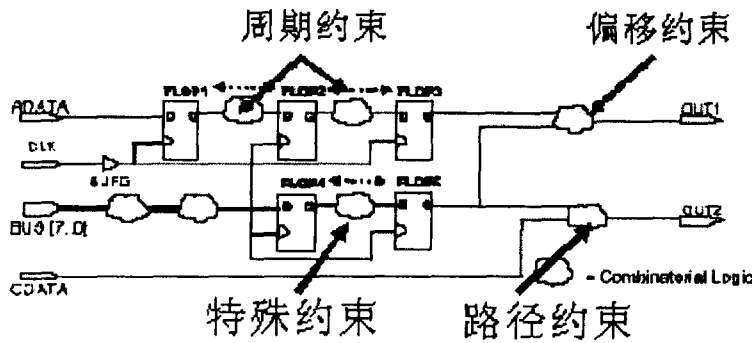 周期约束
偏移约束
FLOP1
FLOP2
FLOP3
ADATA
OUT1
CLK
BUFG
FLOP4
FLOP5
BUS [7..0]
OUT2
CDATA
= Combinatorial Logic
特殊约束
路径约束